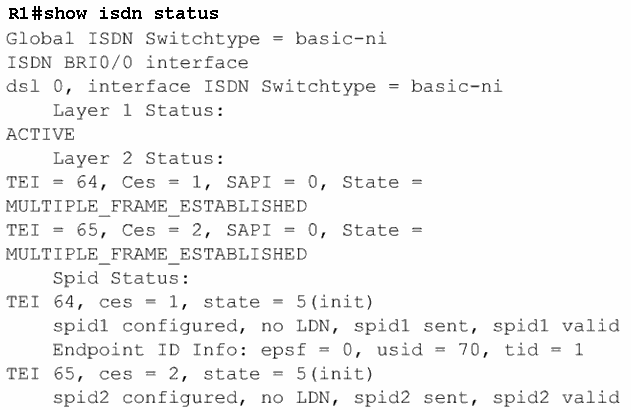 R1#show isdn status
Global ISDN Switchtype = basic-ni
ISDN BRI0/0 interface
dsl 0, interface ISDN Switchtype = basic-ni
Layer 1 Status:
ACTIVE
Layer 2 Status:
TEI = 64, Ces = 1, SAPI = 0, State =
MULTIPLE_FRAME_ESTABLISHED
TEI = 65, Ces = 2, SAPI = 0, State =
MULTIPLE_FRAME_ESTABLISHED
Spid Status:
TEI 64, ces = 1, state = 5(init)
spid1 configured, no LDN, spid1 sent, spid1 valid
Endpoint ID Info: epsf = 0, usid = 70, tid = 1
TEI 65, ces = 2, state = 5(init)
spid2 configured, no LDN, spid2 sent, spid2 valid